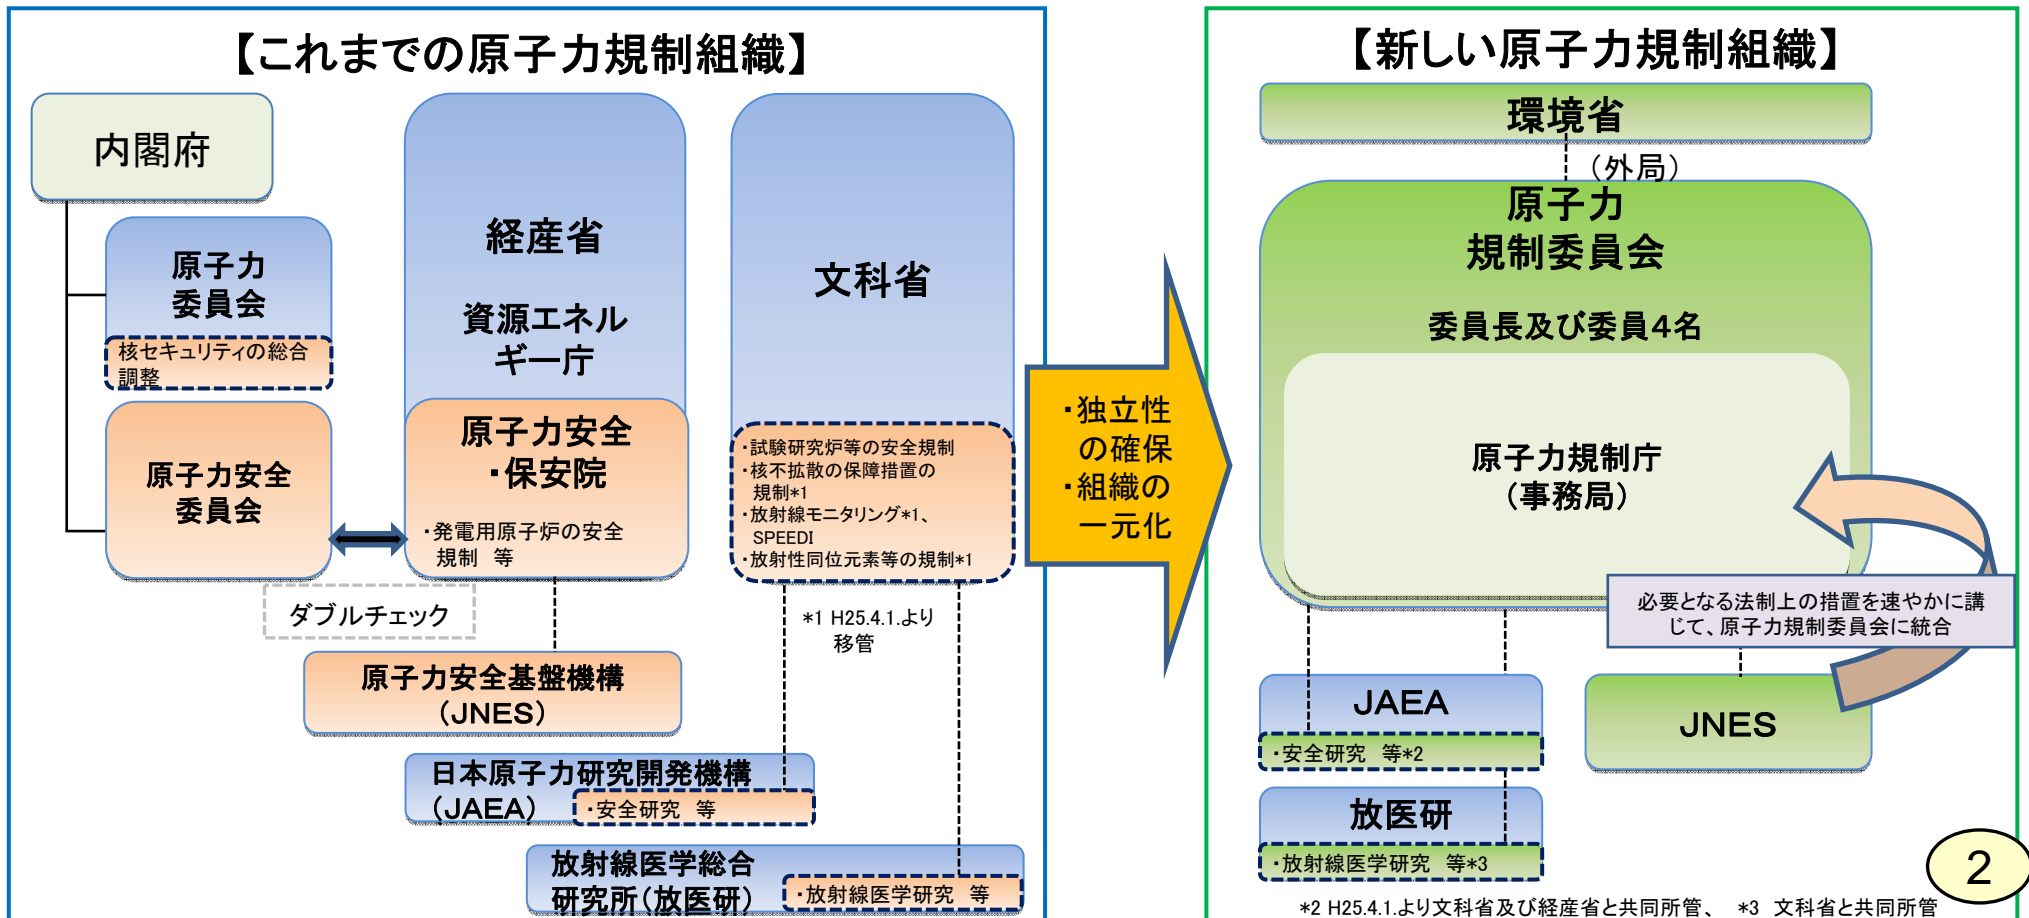 【これまでの原子力規制組織】
内閣府
原子力
委員会
核セキュリティの総合
調整
原子力安全
委員会
経産省
資源エネル
ギー庁
原子力安全
・保安院
・発電用原子炉の安全
規制 等
ダブルチェック
文科省
・試験研究炉等の安全規制
・核不拡散の保障措置の
規制*1
・放射線モニタリング*1、
SPEEDI
・放射性同位元素等の規制*1
*1 H25.4.1.より
移管
原子力安全基盤機構
(JNES)
日本原子力研究開発機構
(JAEA)
・安全研究 等
放射線医学総合
研究所(放医研)
・放射線医学研究 等
・独立性
の確保
・組織の
一元化
【新しい原子力規制組織】
環境省
(外局)
原子力
規制委員会
委員長及び委員4名
原子力規制庁
(事務局)
必要となる法制上の措置を速やかに講
じて、原子力規制委員会に統合
JAEA
・安全研究 等*2
JNES
放医研
・放射線医学研究 等*3
*2 H25.4.1.より文科省及び経産省と共同所管、 *3 文科省と共同所管
2